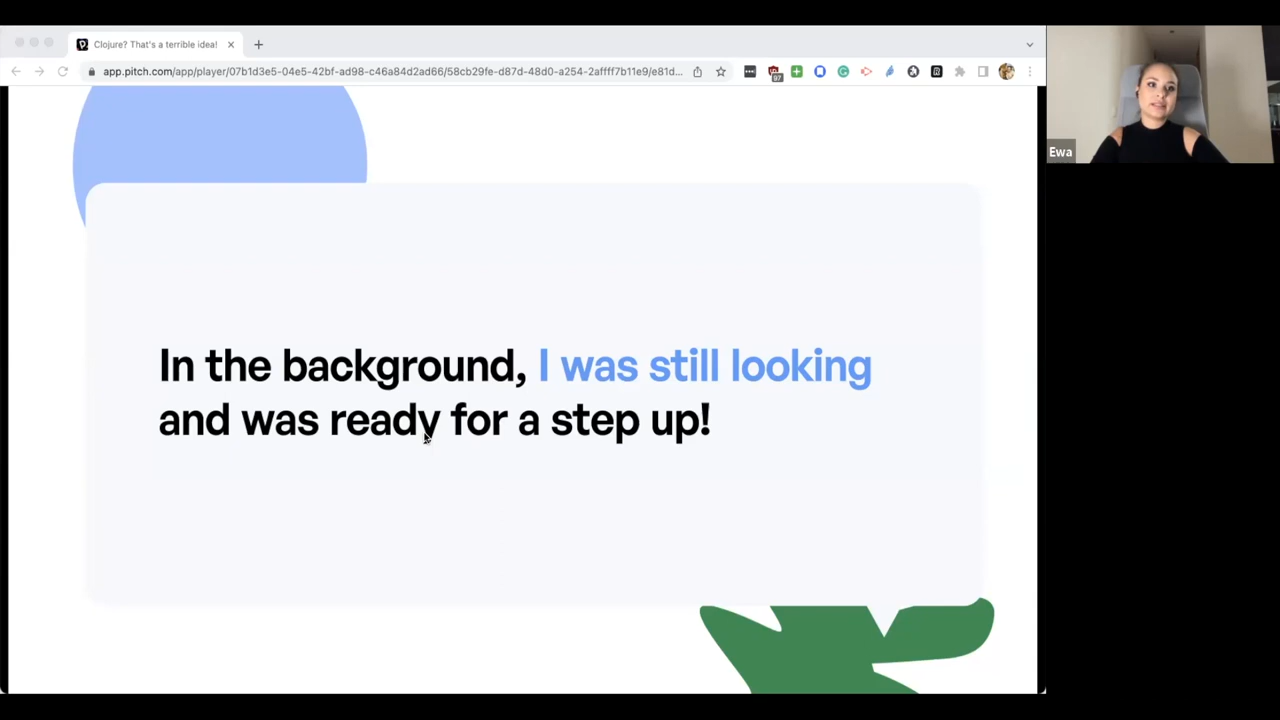 Clojure? That's a terrible idea!
app.pitch.com/app/player/07b1d3e5-04e5-42bf-ad98-c46a84d2ad66/58cb29fe-d87d-48d0-a254-2affff7b11e9/e81d...
97
Ewa
In the background, I was still looking
and was ready for a step up!